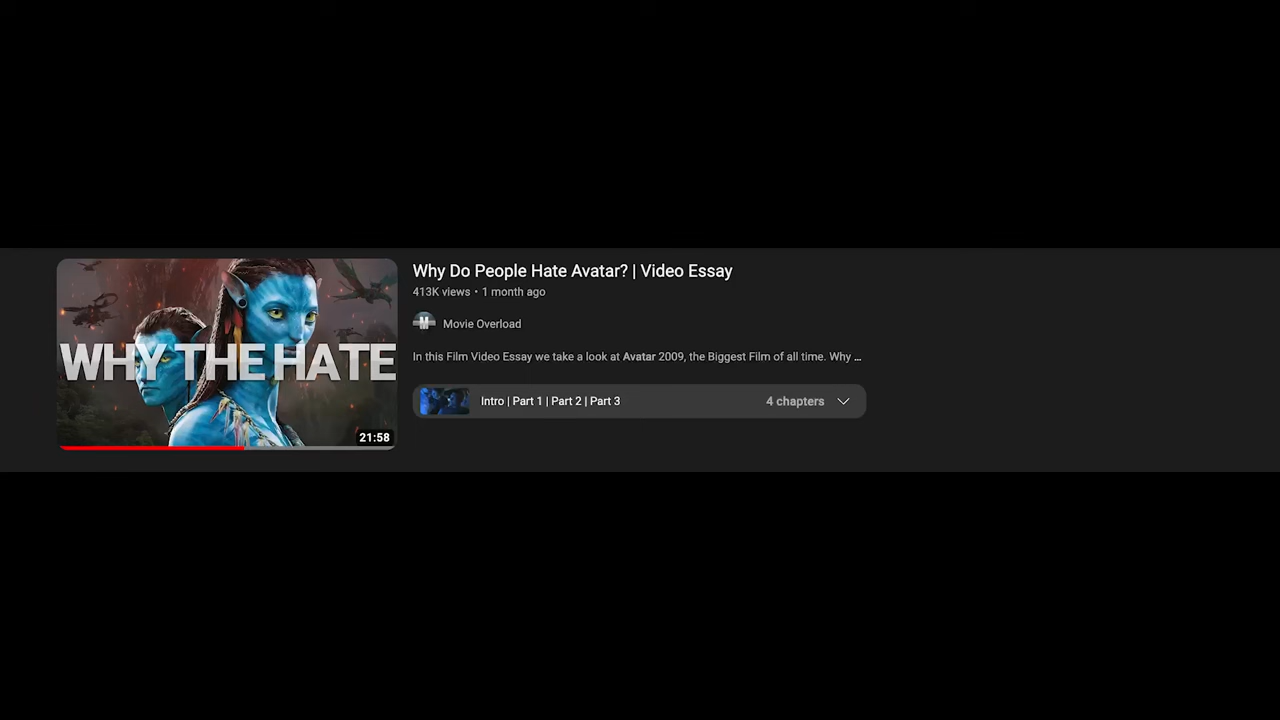 WHY THE HATE
21:58
Why Do People Hate Avatar? | Video Essay
413K views • 1 month ago
Movie Overload
In this Film Video Essay we take a look at Avatar 2009, the Biggest Film of all time. Why ...
Intro | Part 1 | Part 2 | Part 3 4 chapters